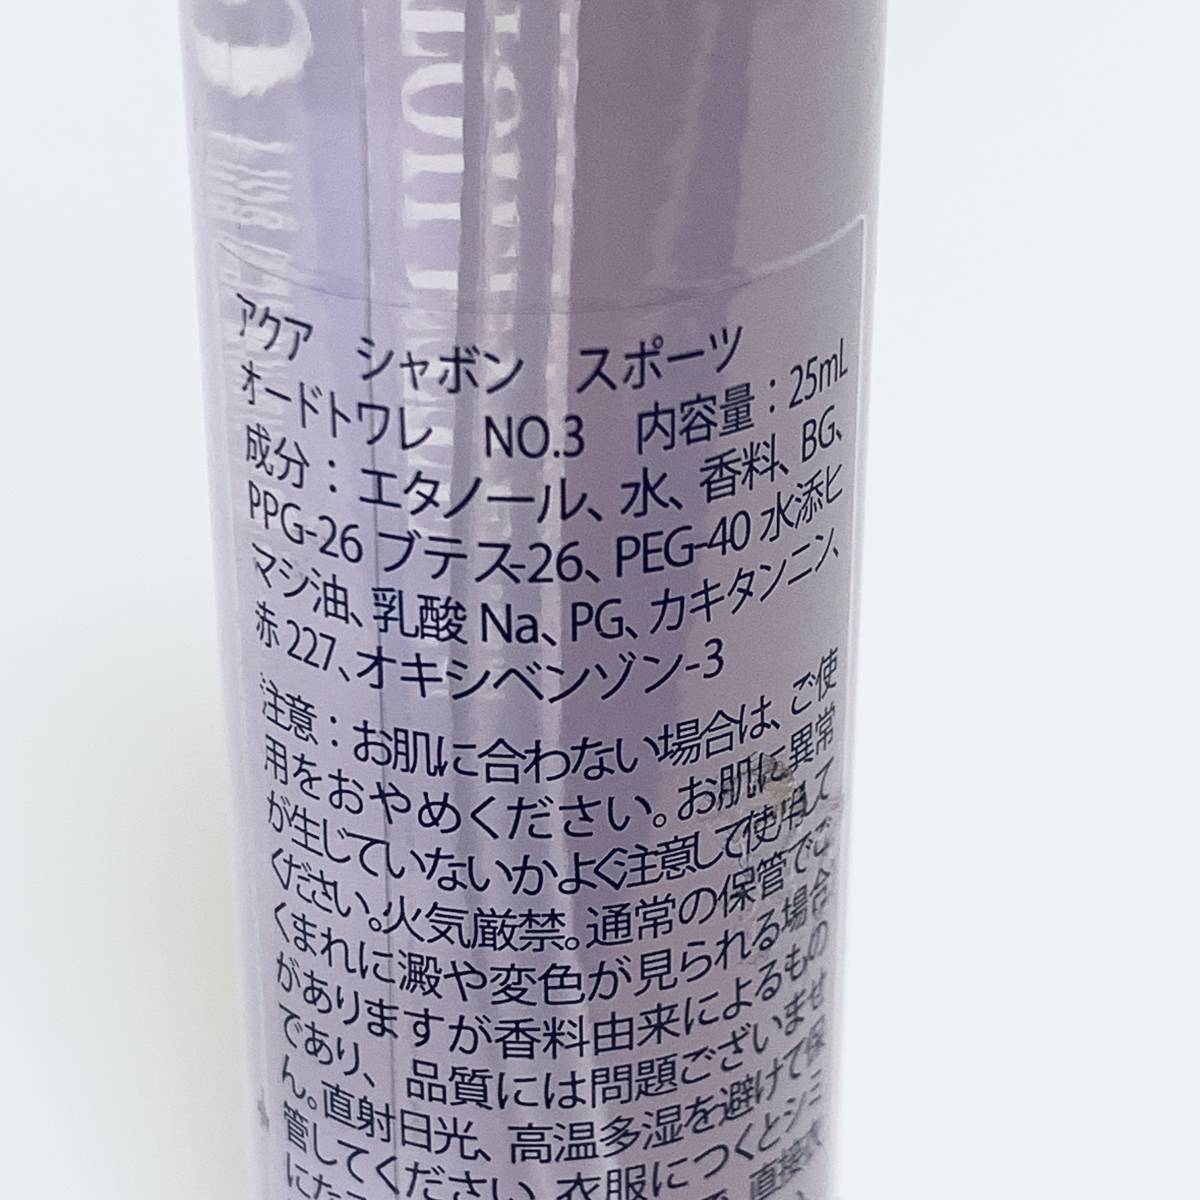 アクア　シャボン　スポーツ
オードトワレ　NO.3　内容量：25mL
成分：エタノール、水、香料、BG、
PPG-26 ブテス-26、PEG-40 水添ヒ
マシ油、乳酸 Na、PG、カキタンニン、
赤 227、オキシベンゾン-3
注意：お肌に合わない場合は、ご使
用をおやめください。お肌に異常
が生じていないかよく注意して使用して
ください。火気厳禁。通常の保管でご
くまれに澱や変色が見られる場合
がありますが香料由来によるもの
であり、品質には問題ございませ
ん。直射日光、高温多湿を避けて保
管してください。衣服につくとシミ